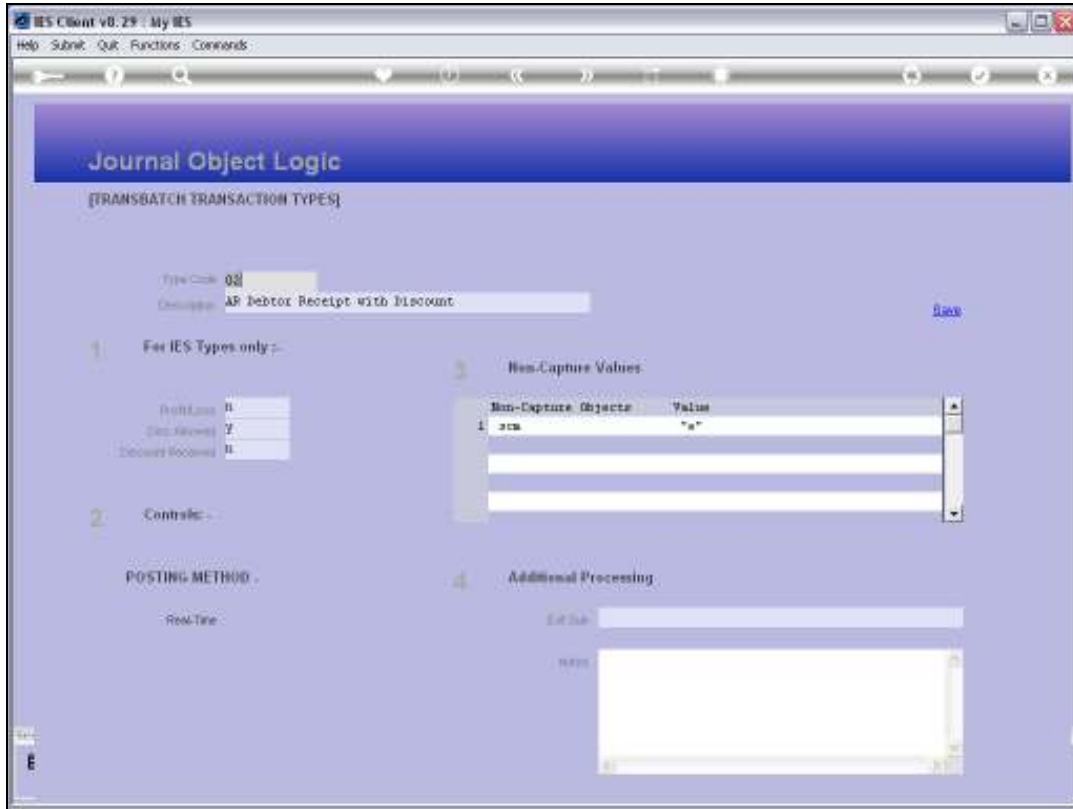 IES Client v8.29 : My IES
Help Submit Quit Functions Commands
Journal Object Logic
[TRANSBATCH TRANSACTION TYPES]
Type Code 02
Description AR Debtor Receipt with Discount
Save
1 For IES Types only :-
3 Non-Capture Values
Non-Capture Objects Value
Profit/Loss
Disc Allowed Y
Discount Received
1 scm
2 Controls: -
POSTING METHOD -
4 Additional Processing
Real-Time
Exit Sub
Notes